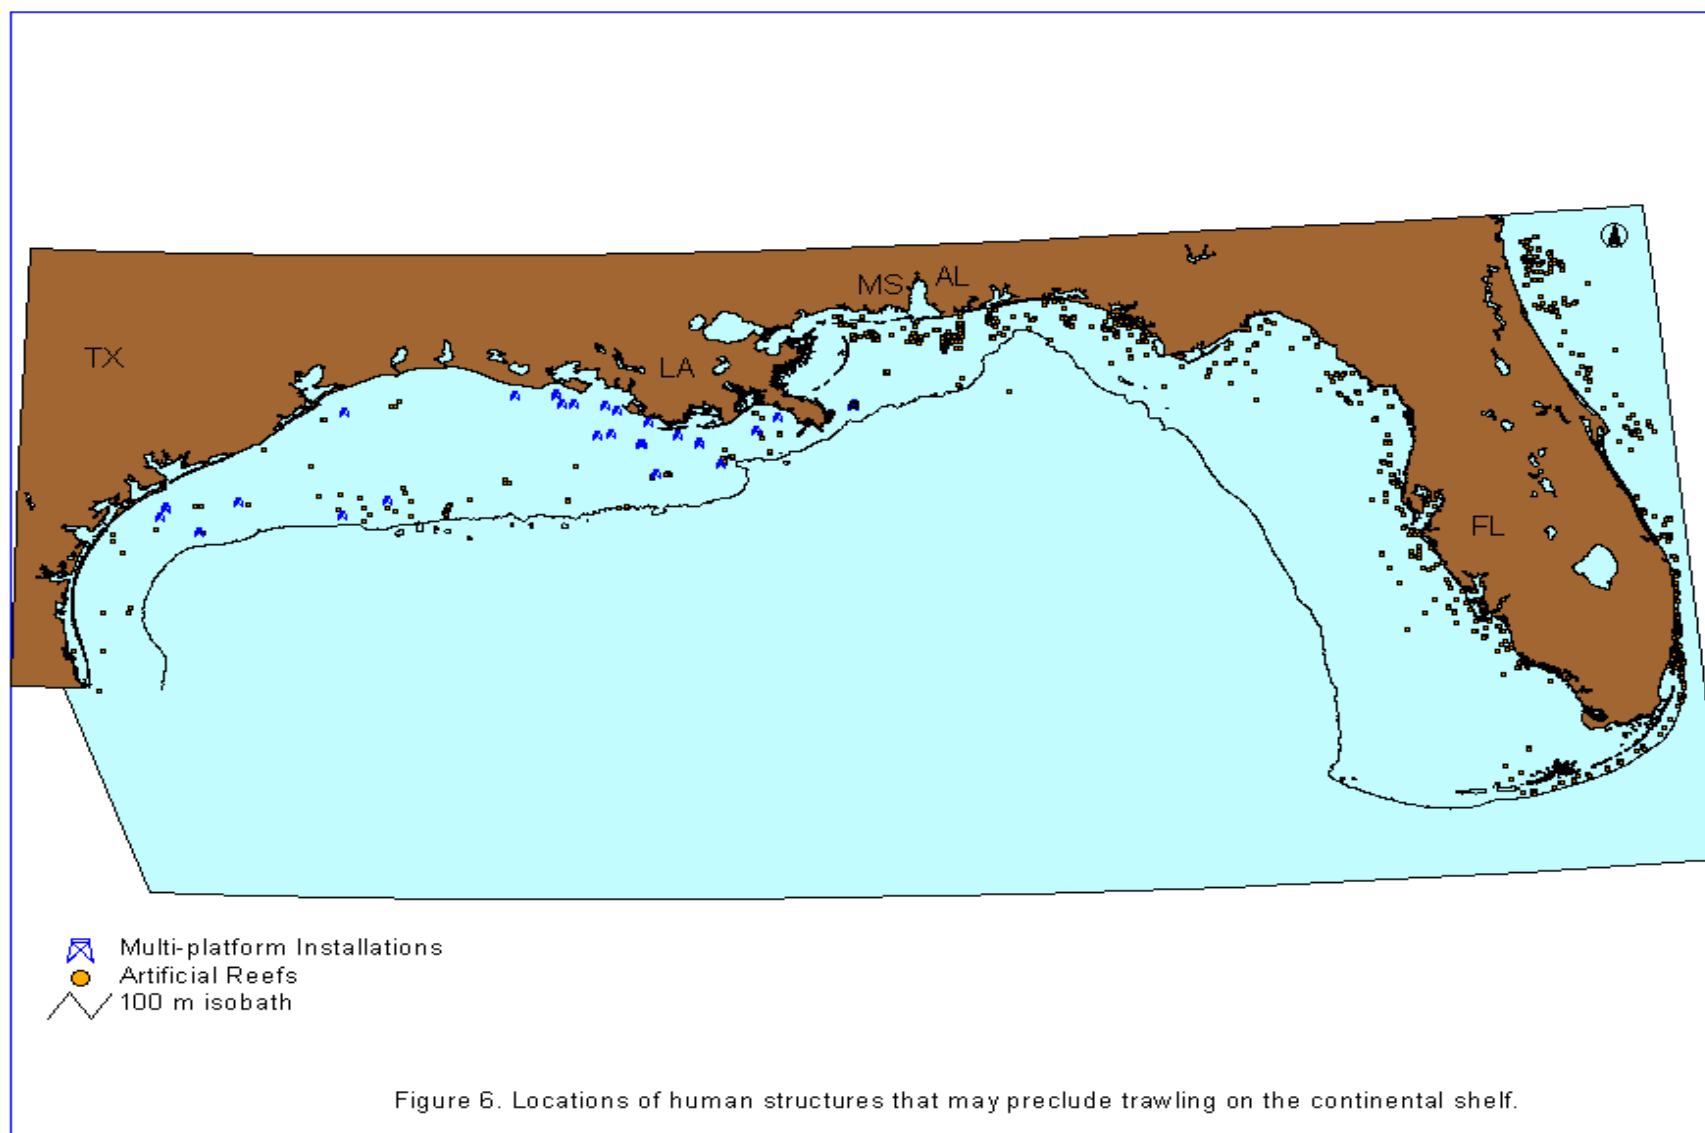 MS AL
TX
LA
FL
Multi-platform Installations
Artificial Reefs
100 m isobath
Figure 6. Locations of human structures that may preclude trawling on the continental shelf.